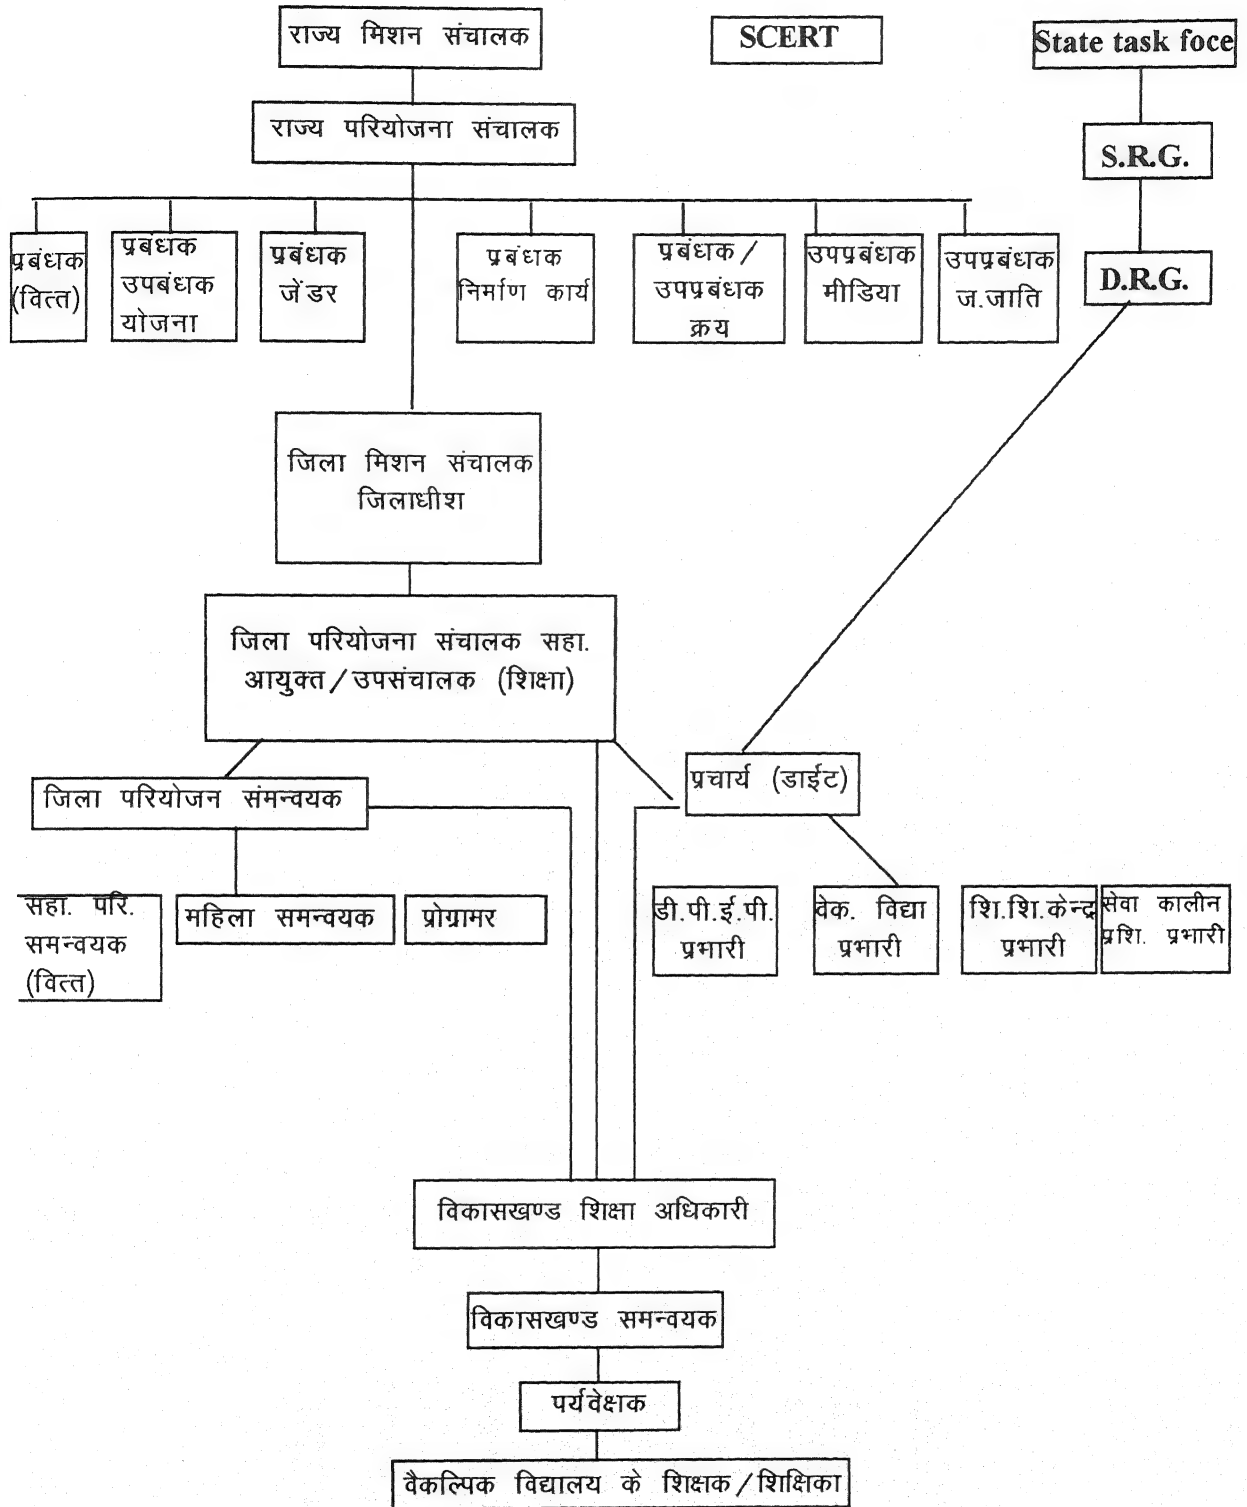 राज्य मिशन संचालक
SCERT
State task foce
राज्य परियोजना संचालक
S.R.G.
प्रबंधक
(वित्त)
प्रबंधक
उपबंधक
योजना
प्रबंधक
जेंडर
प्रबंधक
निर्माण कार्य
प्रबंधक /
उपप्रबंधक
क्रय
उपप्रबंधक
मीडिया
उपप्रबंधक
ज.जाति
D.R.G.
जिला मिशन संचालक
जिलाधीश
जिला परियोजना संचालक सहा.
आयुक्त/उपसंचालक (शिक्षा)
जिला परियोजन संमन्वयक
प्रचार्य (डाईट)
सहा. परि.
समन्वयक
(वित्त)
महिला समन्वयक
प्रोग्रामर
डी.पी.ई.पी.
प्रभारी
वेक. विद्या
प्रभारी
शि.शि.केन्द्र
प्रभारी
सेवा कालीन
प्रशि. प्रभारी
विकासखण्ड शिक्षा अधिकारी
विकासखण्ड समन्वयक
पर्यवेक्षक
वैकल्पिक विद्यालय के शिक्षक/शिक्षिका